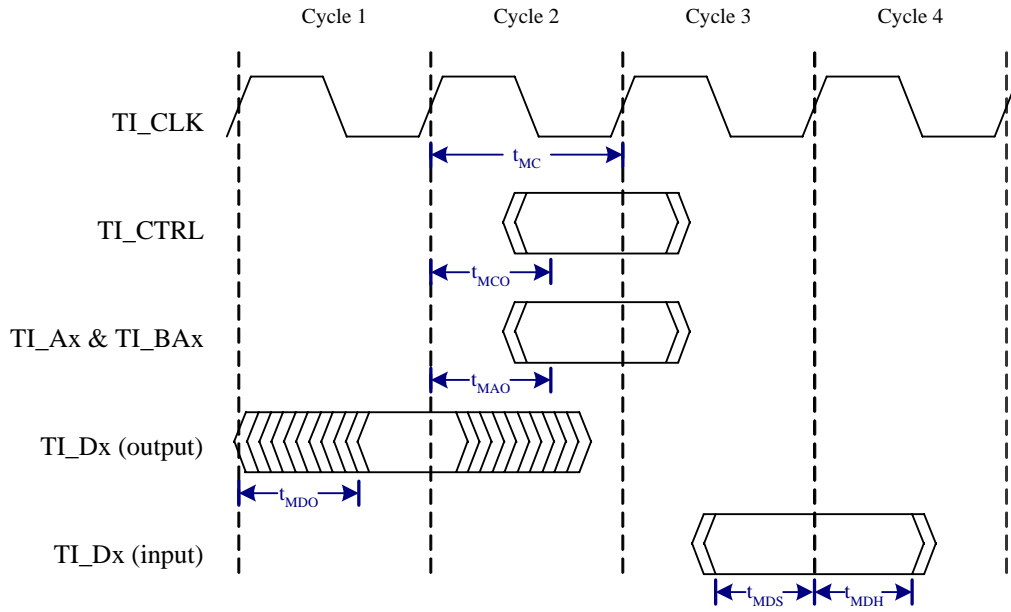 Cycle 1 Cycle 2 Cycle 3 Cycle 4
TI_CLK
tMC
TI_CTRL
tMCO
TI_Ax & TI_BAx
tMAO
TI_Dx (output)
tMDO
TI_Dx (input)
tMDS tMDH